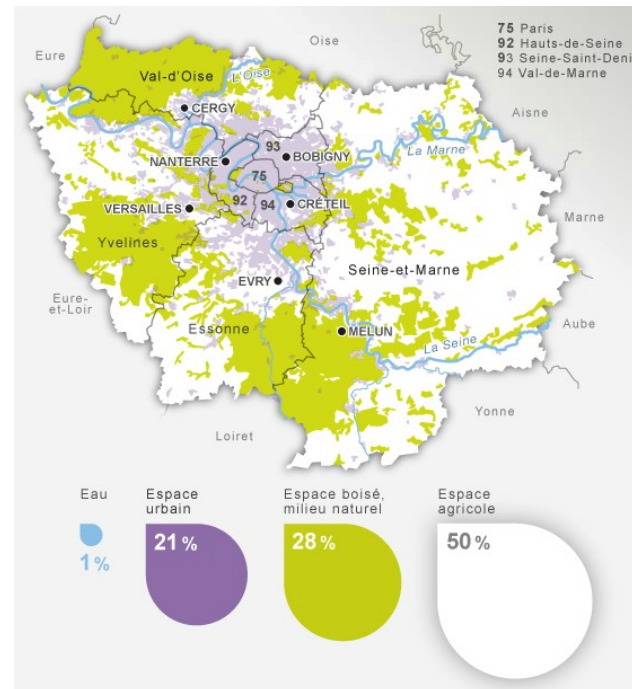 Eure
Oise
75 Paris
92 Hauts-de-Seine
93 Seine-Saint-Deni
94 Val-de-Marne
Val-d'Oise
L'Oise
Aisne
CERGY
La Marne
93
NANTERRE
BOBIGNY
75
92
94
CRÉTEIL
VERSAILLES
Marne
Yvelines
Seine-et-Marne
EVRY
Eure-
et-Loir
Essonne
MELUN
Aube
La Seine
Yonne
Loiret
Eau
1 %
Espace
urbain
21 %
Espace boisé,
milieu naturel
28 %
Espace
agricole
50 %